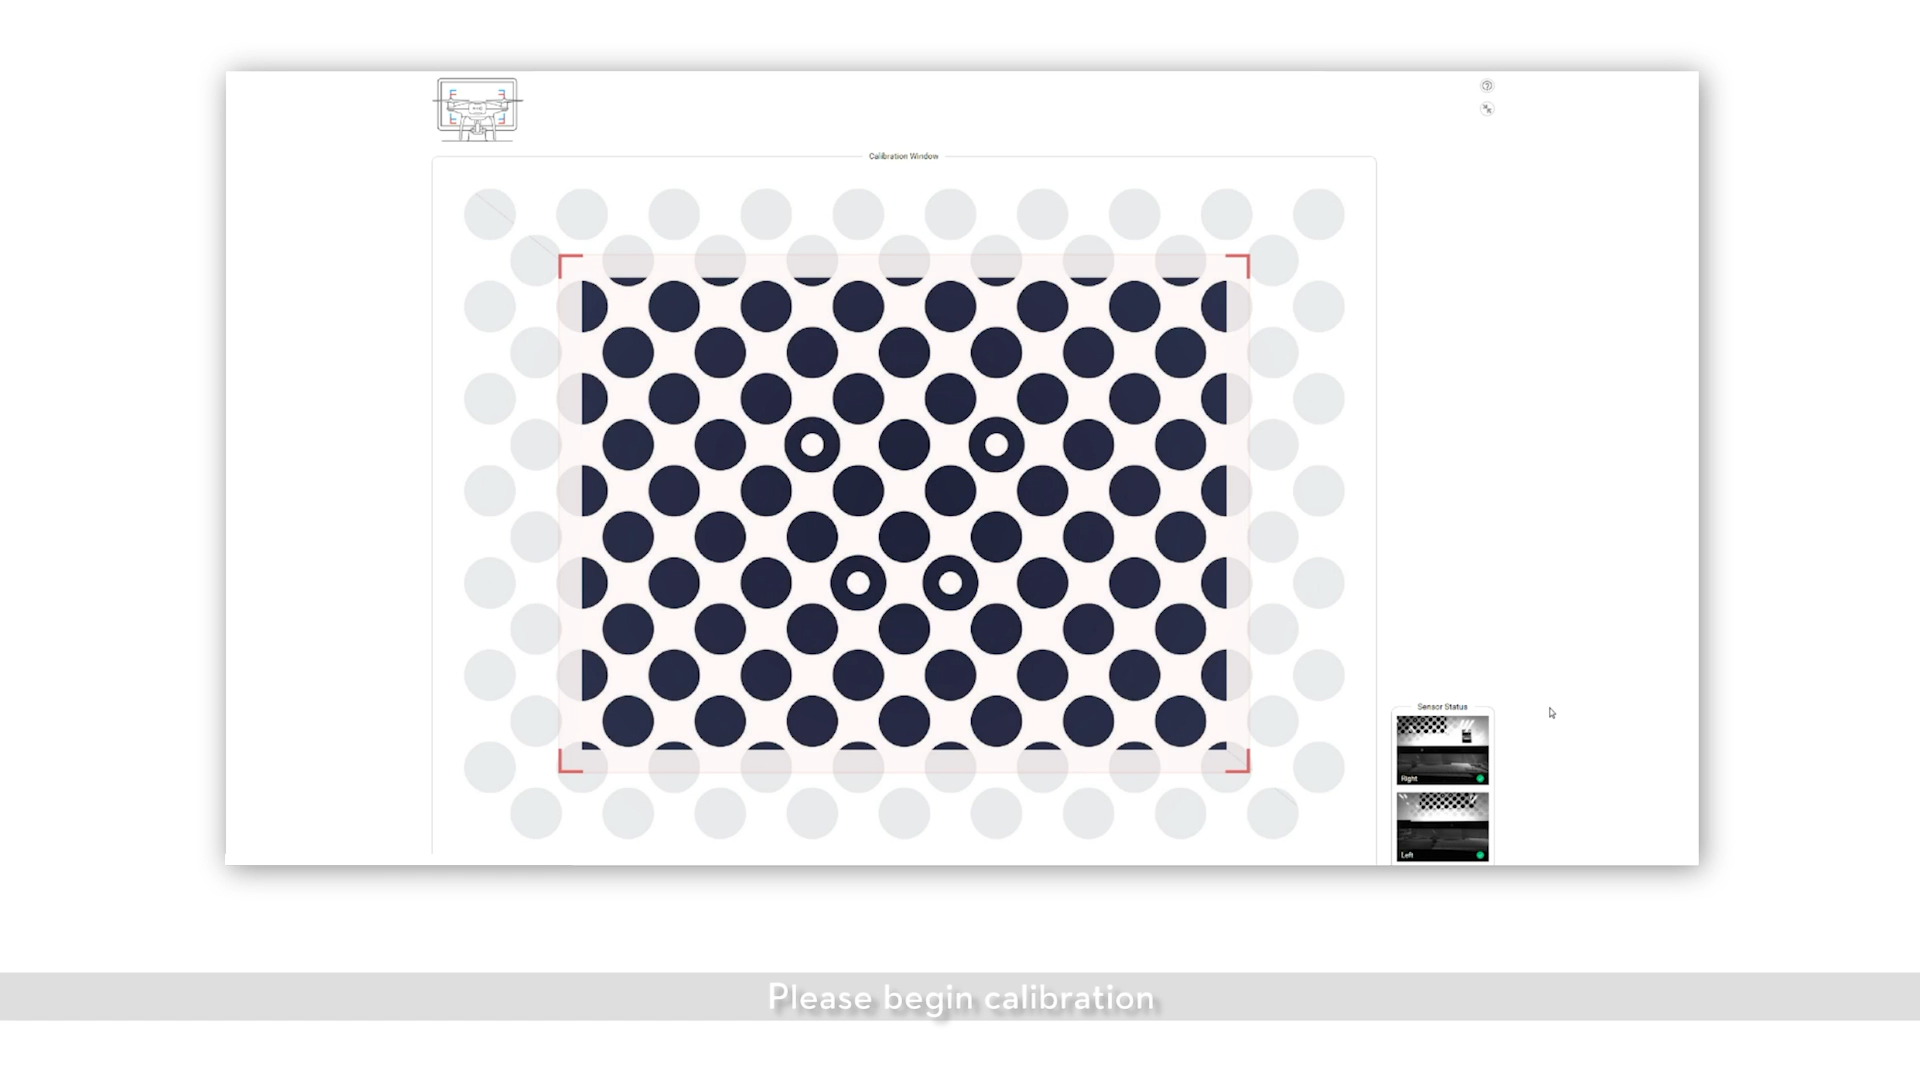 Calibration Window
Sensor Status
Right
Left
Please begin calibration